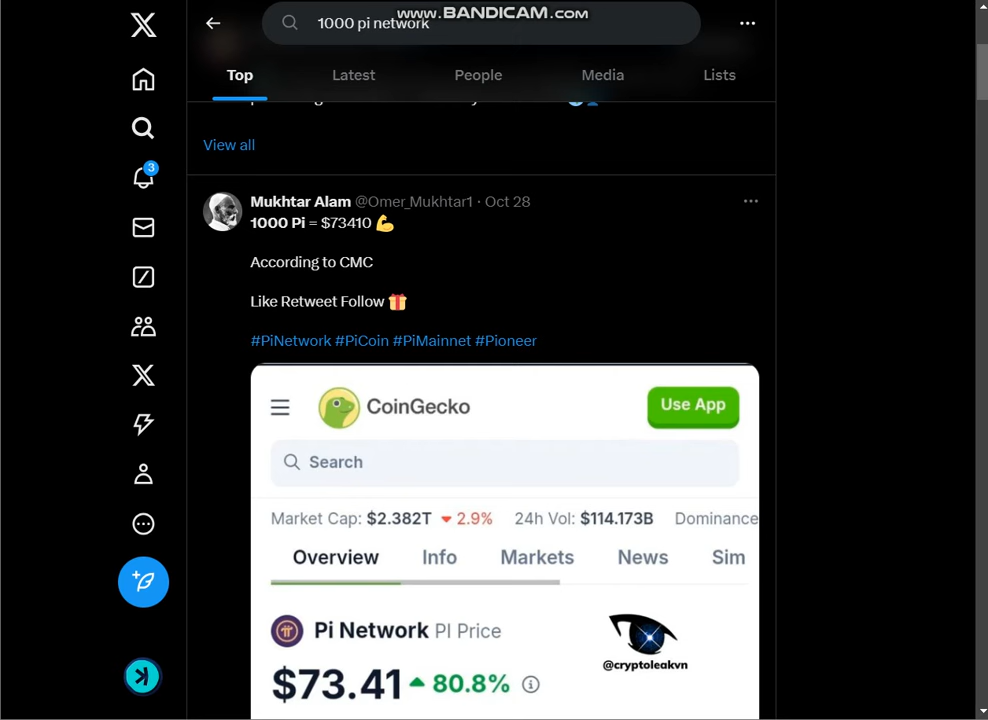 www.BANDICAM.com
1000 pi network
Top
Latest
People
Media
Lists
View all
3
Mukhtar Alam @Omer_Mukhtar1 · Oct 28
1000 Pi = $73410 💪
According to CMC
Like Retweet Follow 🎁
#PiNetwork #PiCoin #PiMainnet #Pioneer
CoinGecko
Use App
Search
Market Cap: $2.382T ▼ 2.9% 24h Vol: $114.173B Dominance
Overview
Info
Markets
News
Sim
Pi Network PI Price
@cryptoleakvn
$73.41 ▲ 80.8%